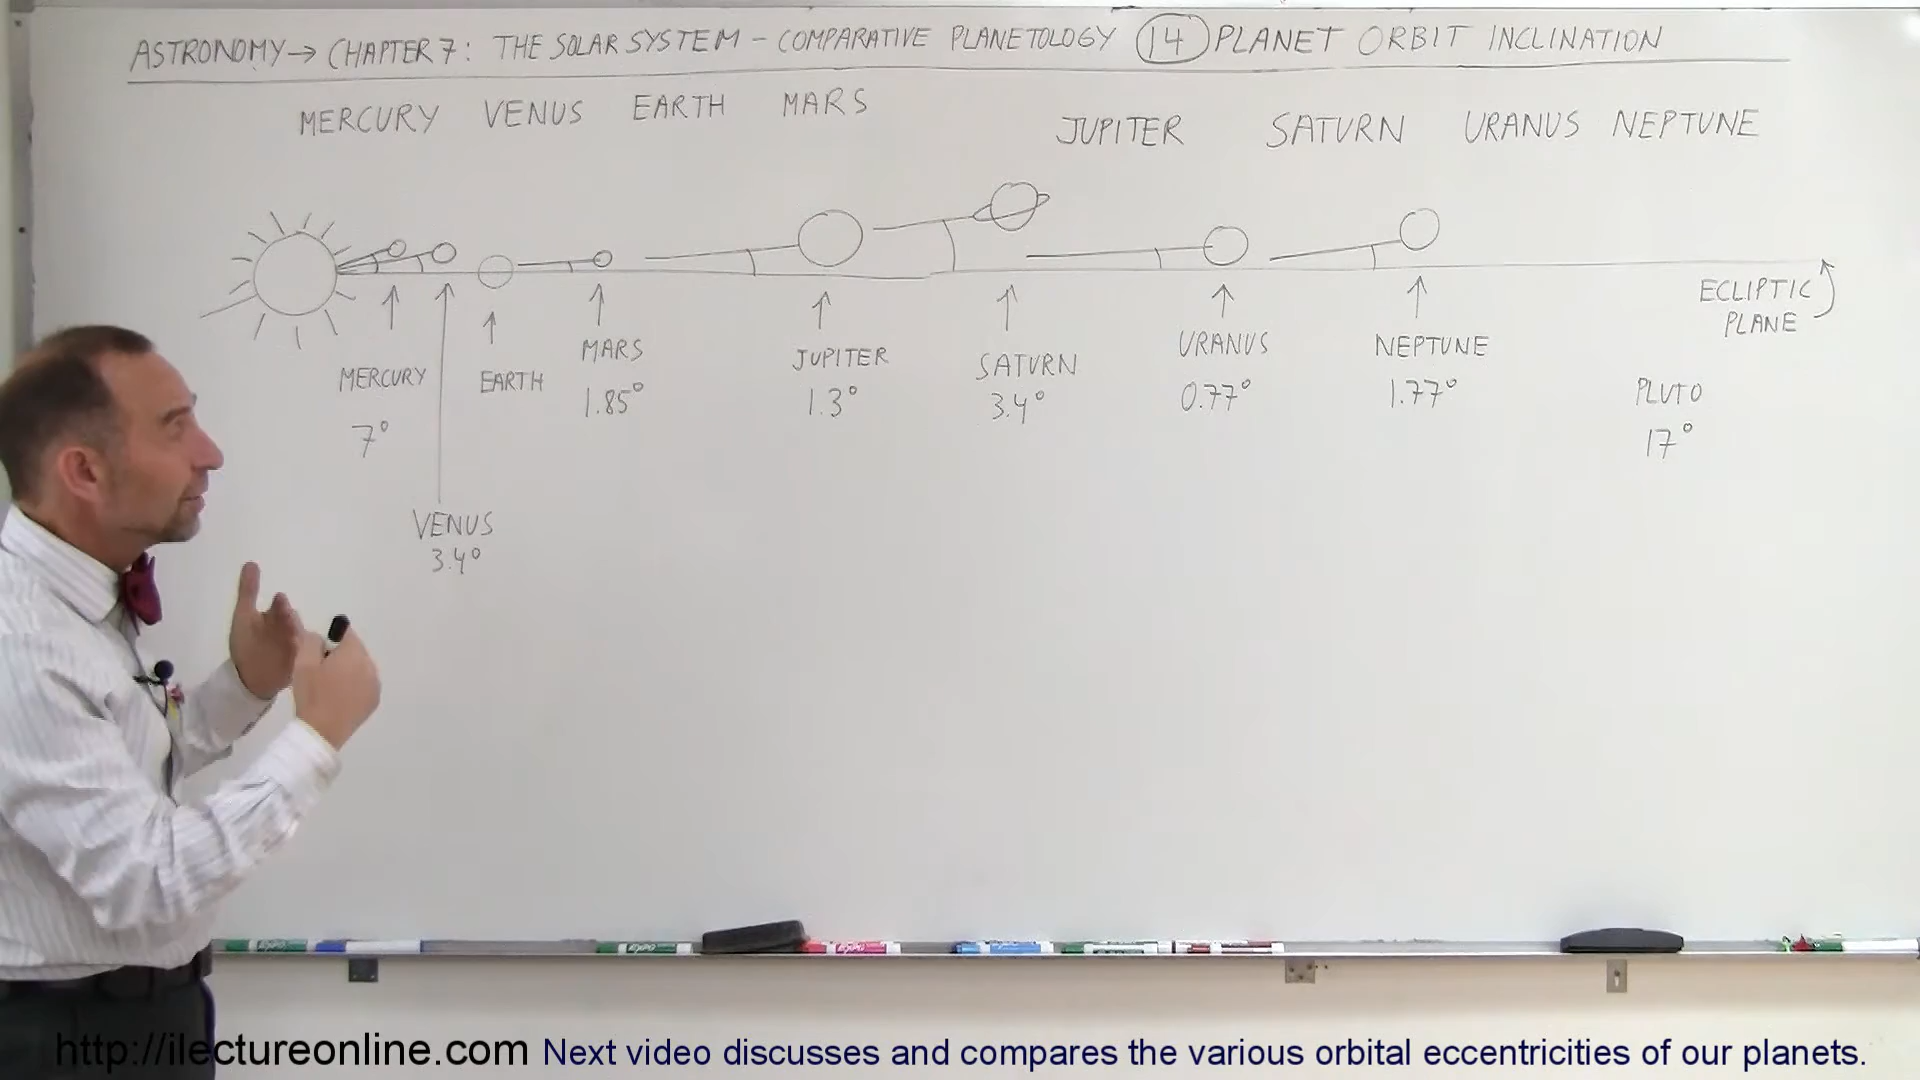 ASTRONOMY→ CHAPTER 7: THE SOLAR SYSTEM - COMPARATIVE PLANETOLOGY 14 PLANET ORBIT INCLINATION
MERCURY VENUS EARTH MARS JUPITER SATURN URANUS NEPTUNE
ECLIPTIC
PLANE
MERCURY
7°
VENUS
3.4°
EARTH
MARS
1.85°
JUPITER
1.3°
SATURN
3.4°
URANUS
0.77°
NEPTUNE
1.77°
PLUTO
17°
http://ilectureonline.com Next video discusses and compares the various orbital eccentricities of our planets.